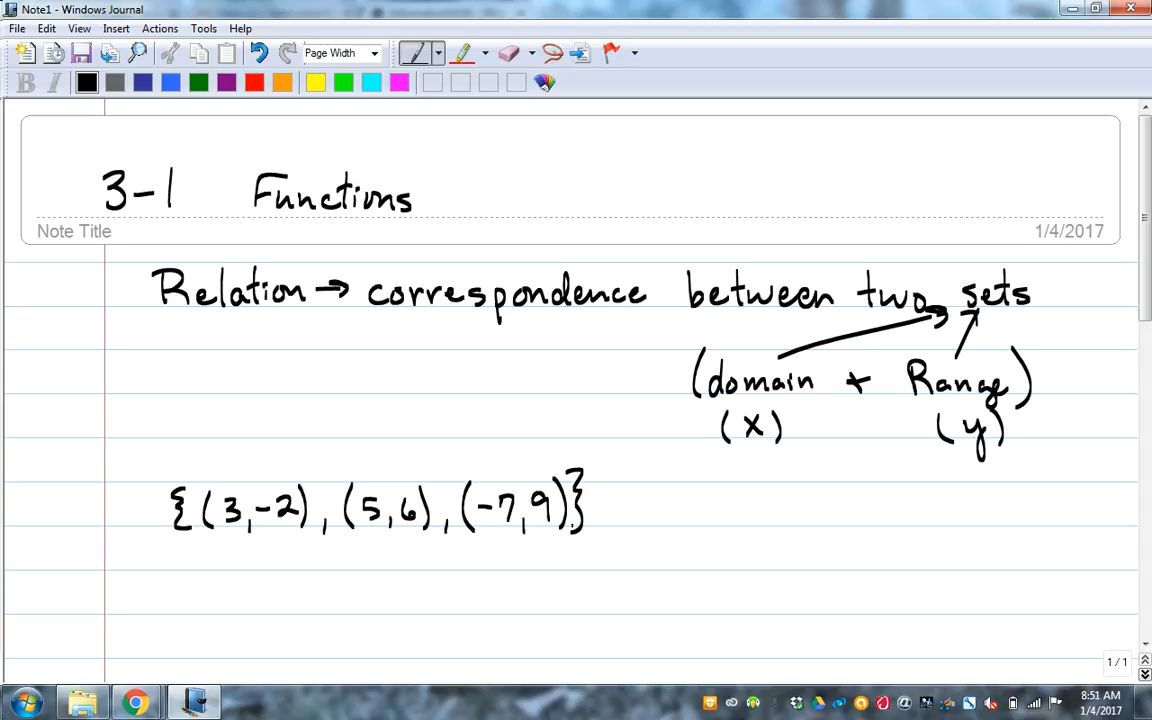 Note1 - Windows Journal
File Edit View Insert Actions Tools Help
Page Width
B I
3-1 Functions
Note Title 1/4/2017
Relation → correspondence between two sets
(domain + Range)
(x) (y)
{(3,-2), (5,6), (-7,9)}
1/1
8:51 AM
1/4/2017